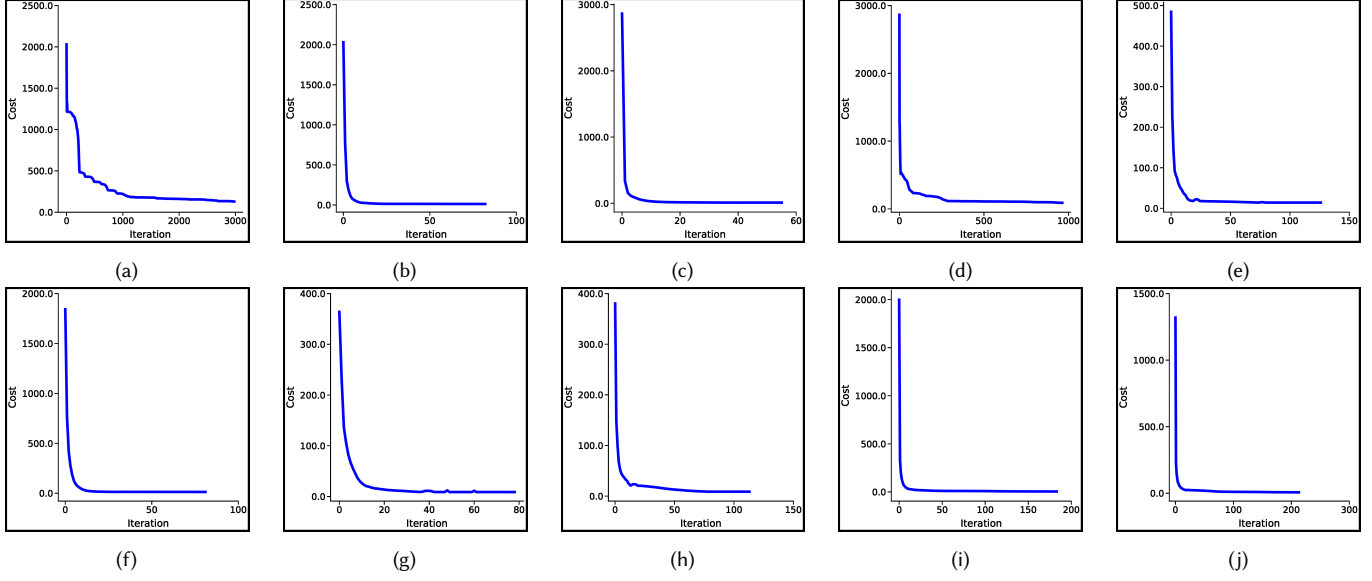 2500.0
2000.0
1500.0
1000.0
500.0
0.0
Cost
0 1000 2000 3000
Iteration
(a)
2500.0
2000.0
1500.0
1000.0
500.0
0.0
Cost
0 50 100
Iteration
(b)
3000.0
2000.0
1000.0
0.0
Cost
0 20 40 60
Iteration
(c)
3000.0
2000.0
1000.0
0.0
Cost
0 500 1000
Iteration
(d)
500.0
400.0
300.0
200.0
100.0
0.0
Cost
0 50 100 150
Iteration
(e)
2000.0
1500.0
1000.0
500.0
0.0
Cost
0 50 100
Iteration
(f)
400.0
300.0
200.0
100.0
0.0
Cost
0 20 40 60 80
Iteration
(g)
400.0
300.0
200.0
100.0
0.0
Cost
0 50 100 150
Iteration
(h)
2000.0
1500.0
1000.0
500.0
0.0
Cost
0 50 100 150 200
Iteration
(i)
1500.0
1000.0
500.0
0.0
Cost
0 100 200 300
Iteration
(j)